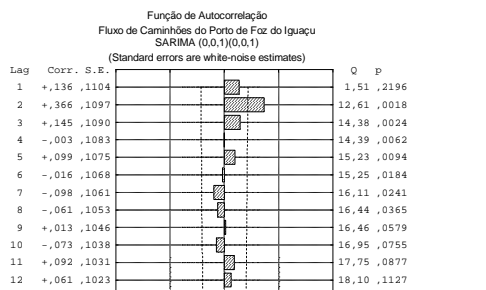 Função de Autocorrelação
Fluxo de Caminhões do Porto de Foz do Iguaçu
SARIMA (0,0,1)(0,0,1)
(Standard errors are white-noise estimates)
Lag Corr. S.E. Q p
1 +,136 ,1104 1,51 ,2196
2 +,366 ,1097 12,61 ,0018
3 +,145 ,1090 14,38 ,0024
4 -,003 ,1083 14,39 ,0062
5 +,099 ,1075 15,23 ,0094
6 -,016 ,1068 15,25 ,0184
7 -,098 ,1061 16,11 ,0241
8 -,061 ,1053 16,44 ,0365
9 +,013 ,1046 16,46 ,0579
10 -,073 ,1038 16,95 ,0755
11 +,092 ,1031 17,75 ,0877
12 +,061 ,1023 18,10 ,1127